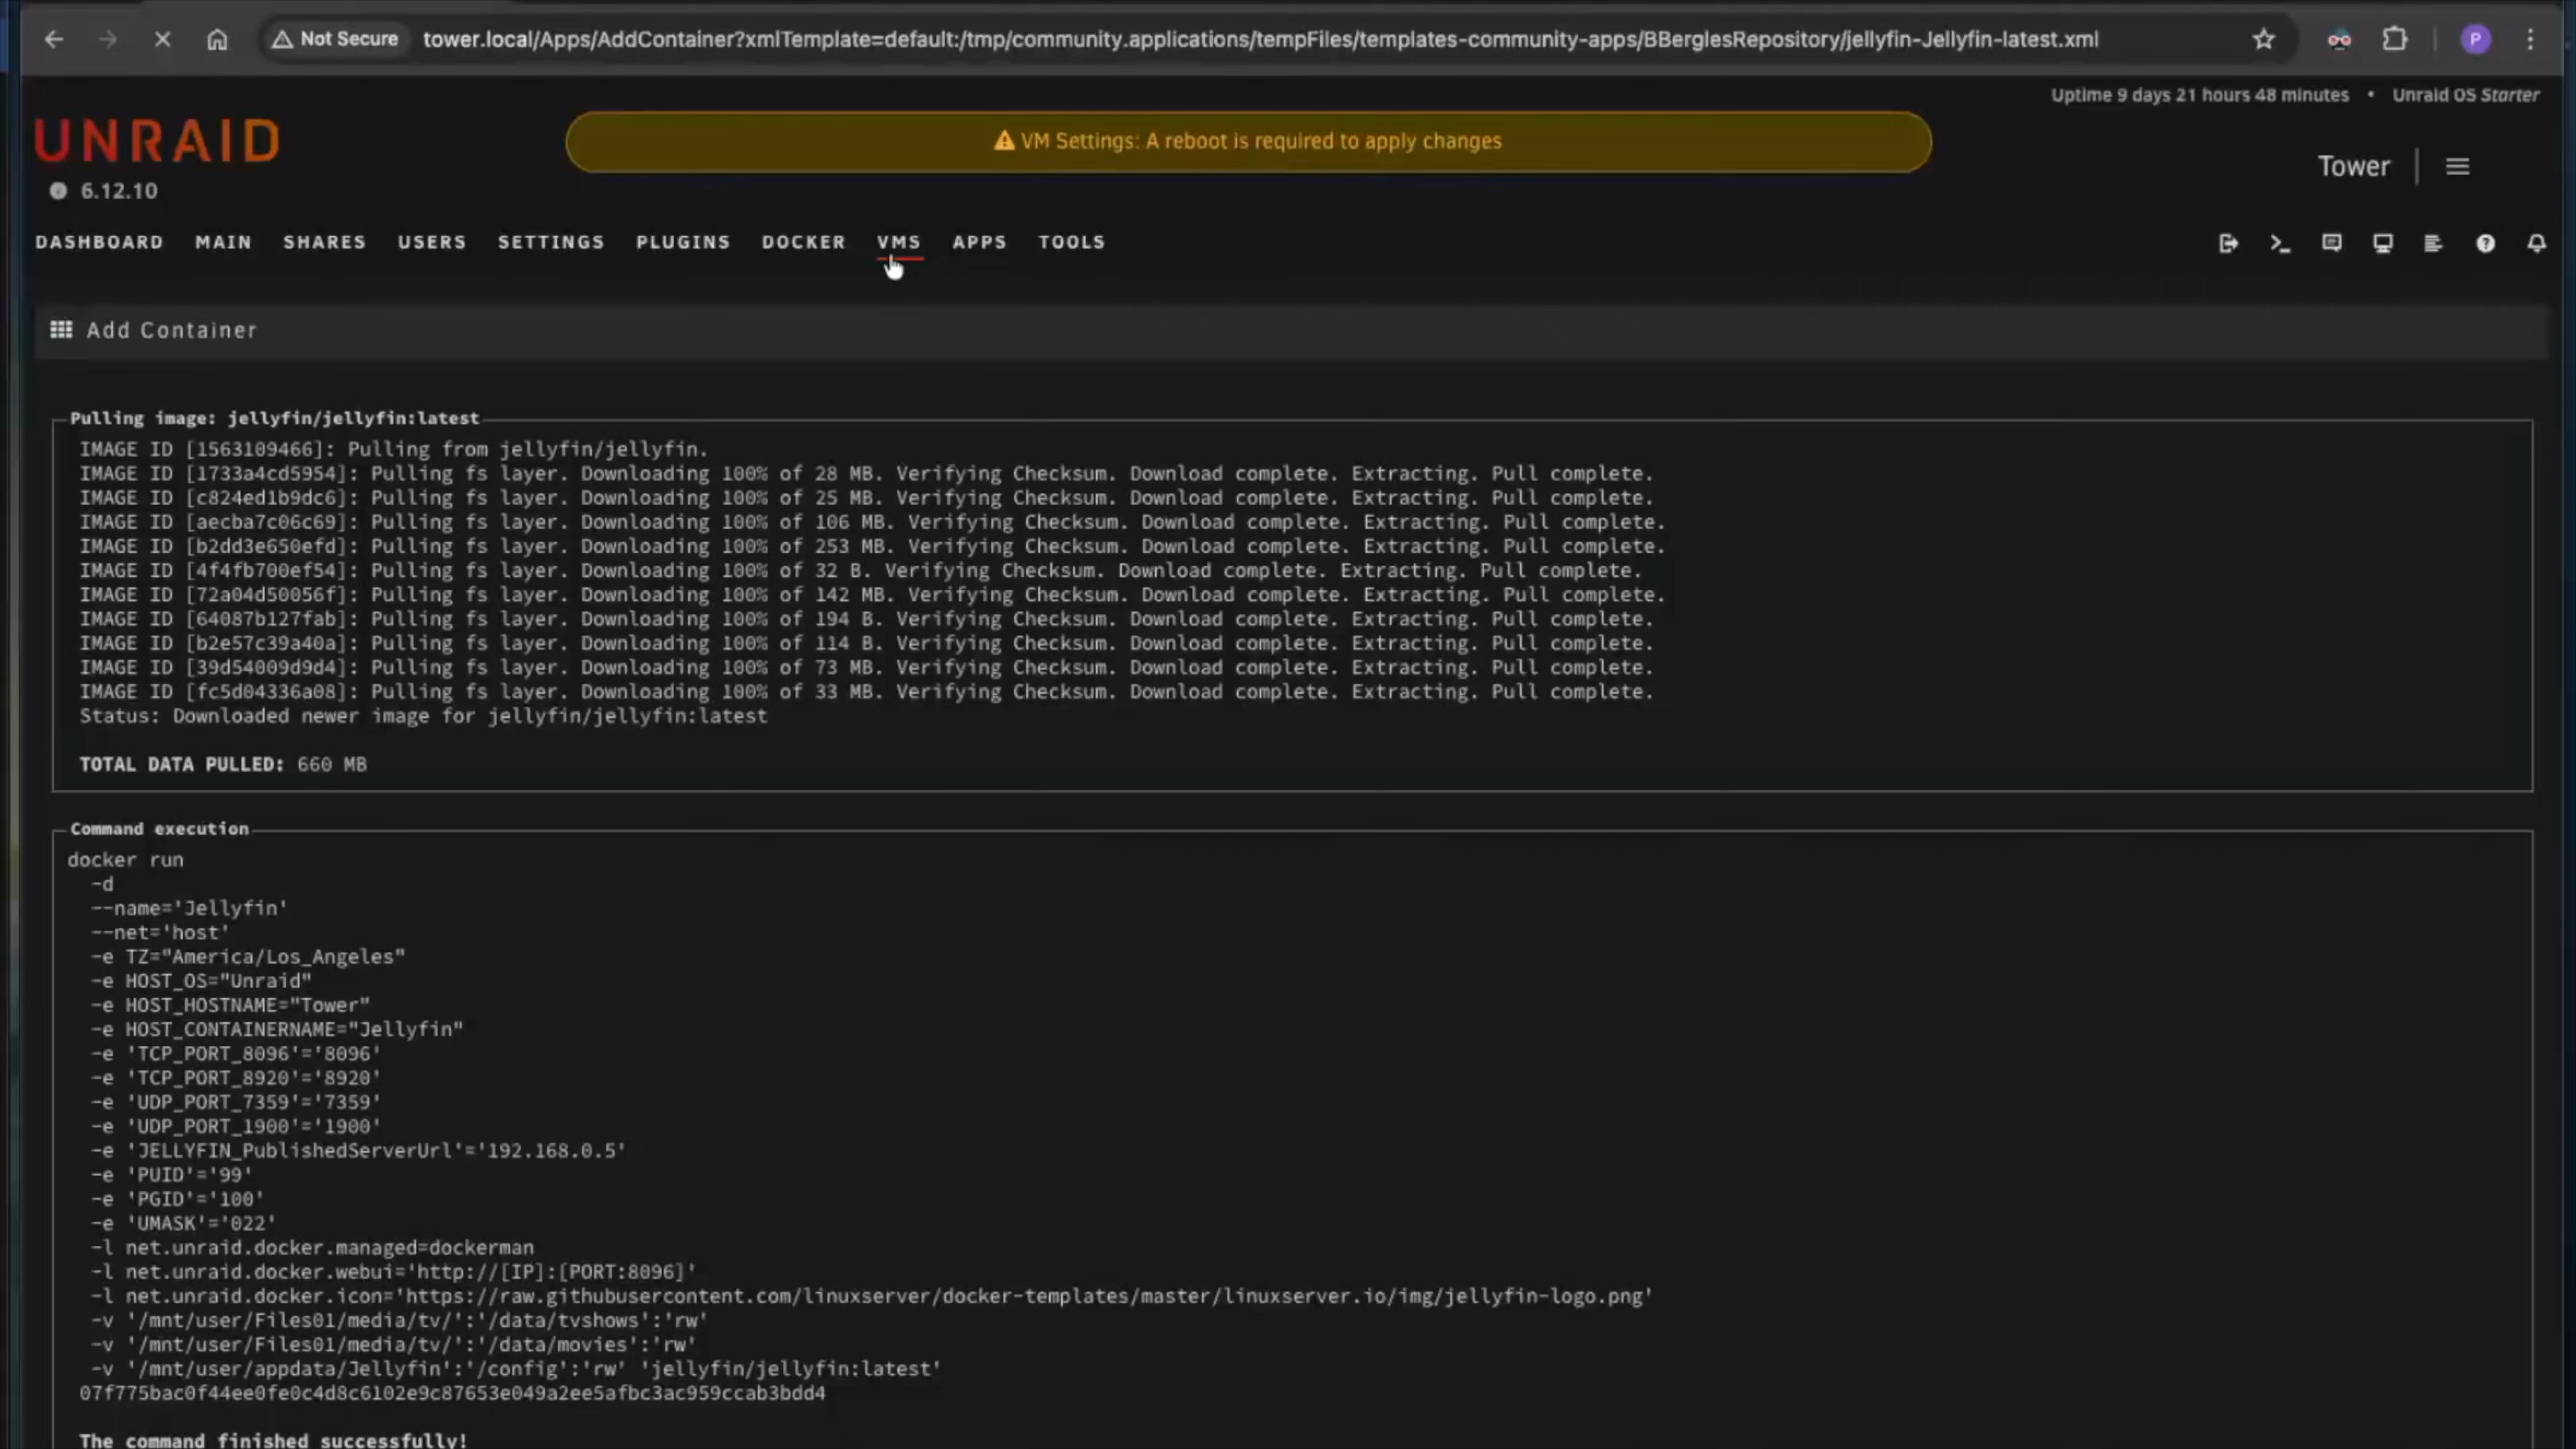 Not Secure
tower.local/Apps/AddContainer?xmlTemplate=default:/tmp/community.applications/tempFiles/templates-community-apps/BBerglesRepository/jellyfin-Jellyfin-latest.xml
P
Uptime 9 days 21 hours 48 minutes • Unraid OS Starter
UNRAID
VM Settings: A reboot is required to apply changes
Tower
6.12.10
DASHBOARD MAIN SHARES USERS SETTINGS PLUGINS DOCKER VMS APPS TOOLS
Add Container
Pulling image: jellyfin/jellyfin:latest
IMAGE ID [1563109466]: Pulling from jellyfin/jellyfin.
IMAGE ID [1733a4cd5954]: Pulling fs layer. Downloading 100% of 28 MB. Verifying Checksum. Download complete. Extracting. Pull complete.
IMAGE ID [c824ed1b9dc6]: Pulling fs layer. Downloading 100% of 25 MB. Verifying Checksum. Download complete. Extracting. Pull complete.
IMAGE ID [aecba7c06c69]: Pulling fs layer. Downloading 100% of 106 MB. Verifying Checksum. Download complete. Extracting. Pull complete.
IMAGE ID [b2dd3e650efd]: Pulling fs layer. Downloading 100% of 253 MB. Verifying Checksum. Download complete. Extracting. Pull complete.
IMAGE ID [4f4fb700ef54]: Pulling fs layer. Downloading 100% of 32 B. Verifying Checksum. Download complete. Extracting. Pull complete.
IMAGE ID [72a04d50056f]: Pulling fs layer. Downloading 100% of 142 MB. Verifying Checksum. Download complete. Extracting. Pull complete.
IMAGE ID [64087b127fab]: Pulling fs layer. Downloading 100% of 194 B. Verifying Checksum. Download complete. Extracting. Pull complete.
IMAGE ID [b2e57c39a40a]: Pulling fs layer. Downloading 100% of 114 B. Verifying Checksum. Download complete. Extracting. Pull complete.
IMAGE ID [39d54009d9d4]: Pulling fs layer. Downloading 100% of 73 MB. Verifying Checksum. Download complete. Extracting. Pull complete.
IMAGE ID [fc5d04336a08]: Pulling fs layer. Downloading 100% of 33 MB. Verifying Checksum. Download complete. Extracting. Pull complete.
Status: Downloaded newer image for jellyfin/jellyfin:latest
TOTAL DATA PULLED: 660 MB
Command execution
docker run
-d
--name='Jellyfin'
--net='host'
-e TZ="America/Los_Angeles"
-e HOST_OS="Unraid"
-e HOST_HOSTNAME="Tower"
-e HOST_CONTAINERNAME="Jellyfin"
-e 'TCP_PORT_8096'='8096'
-e 'TCP_PORT_8920'='8920'
-e 'UDP_PORT_7359'='7359'
-e 'UDP_PORT_1900'='1900'
-e 'JELLYFIN_PublishedServerUrl'='192.168.0.5'
-e 'PUID'='99'
-e 'PGID'='100'
-e 'UMASK'='022'
-l net.unraid.docker.managed=dockerman
-l net.unraid.docker.webui='http://[IP]:[PORT:8096]'
-l net.unraid.docker.icon='https://raw.githubusercontent.com/linuxserver/docker-templates/master/linuxserver.io/img/jellyfin-logo.png'
-v '/mnt/user/Files01/media/tv/':'/data/tvshows':'rw'
-v '/mnt/user/Files01/media/tv/':'/data/movies':'rw'
-v '/mnt/user/appdata/Jellyfin':'/config':'rw' 'jellyfin/jellyfin:latest'
07f775bac0f44ee0fe0c4d8c6102e9c87653e049a2ee5afbc3ac959ccab3bdd4
The command finished successfully!